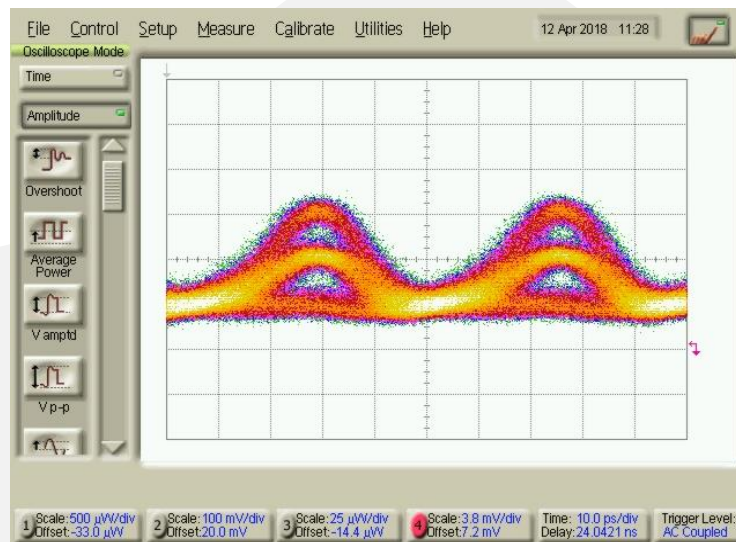 File Control Setup Measure Calibrate Utilities Help 12 Apr 2018 11:28
Oscilloscope Mode
Time
Amplitude
Overshoot
Average
Power
V amptd
V p-p
1 Scale:500 µW/div
Offset:-33.0 µW
2 Scale:100 mV/div
Offset:20.0 mV
3 Scale:25 µW/div
Offset:-14.4 µW
4 Scale:3.8 mV/div
Offset:7.2 mV
Time: 10.0 ps/div
Delay:24.0421 ns
Trigger Level:
AC Coupled